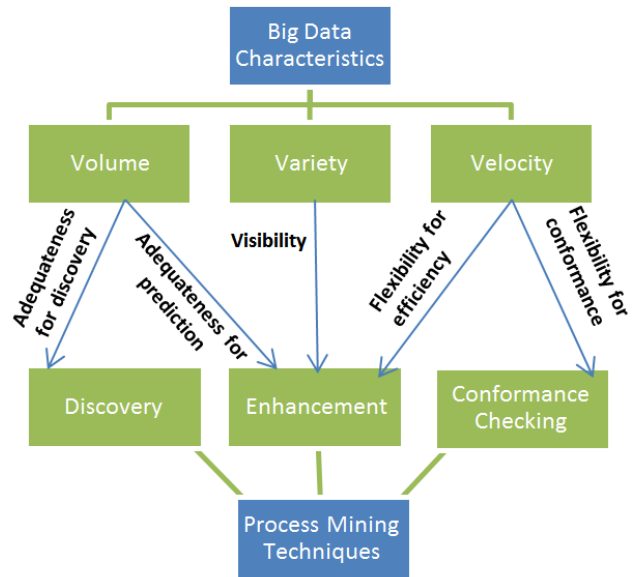 Big Data
Characteristics
Volume
Variety
Velocity
Adequateness
for discovery
Adequateness for
prediction
Visibility
Flexibility for
efficiency
Flexibility for
conformance
Discovery
Enhancement
Conformance
Checking
Process Mining
Techniques